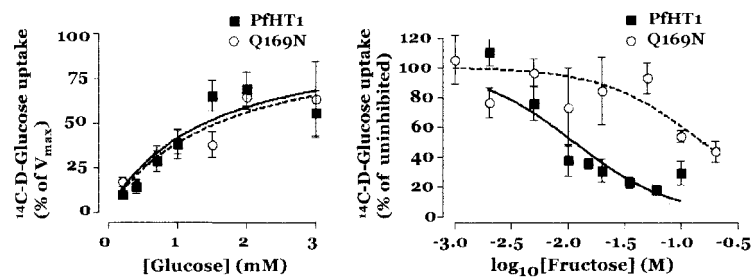 PfHT1
Q169N
¹⁴C-D-Glucose uptake
(% of Vmax)
100
75
50
25
0
0 1 2 3
[Glucose] (mM)
PfHT1
Q169N
¹⁴C-D-Glucose uptake
(% of uninhibited)
120
100
80
60
40
20
0
-3.0 -2.5 -2.0 -1.5 -1.0 -0.5
log₁₀[Fructose] (M)